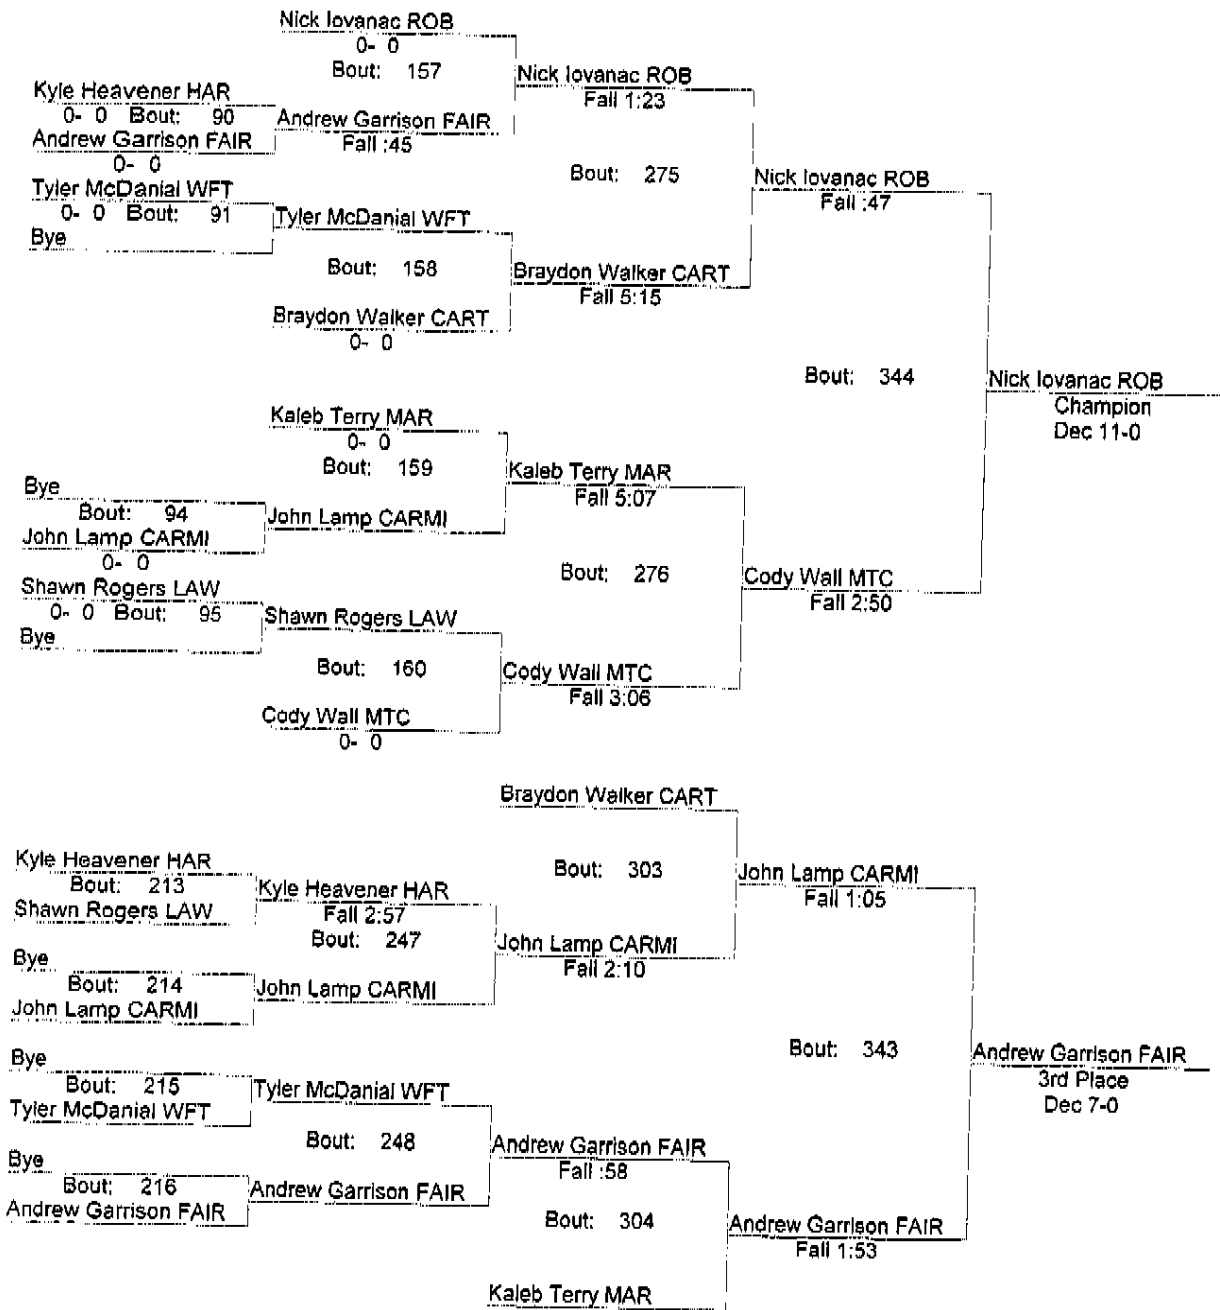 Nick Iovanac ROB
0- 0
Bout: 157
Nick Iovanac ROB
Fall 1:23
Kyle Heavener HAR
0- 0 Bout: 90
Andrew Garrison FAIR
Fall :45
Andrew Garrison FAIR
0- 0
Bout: 275
Nick Iovanac ROB
Fall :47
Tyler McDanial WFT
0- 0 Bout: 91
Tyler McDanial WFT
Bye
Bout: 158
Braydon Walker CART
Fall 5:15
Braydon Walker CART
0- 0
Bout: 344
Nick Iovanac ROB
Champion
Dec 11-0
Kaleb Terry MAR
0- 0
Bout: 159
Kaleb Terry MAR
Fall 5:07
Bye
Bout: 94
John Lamp CARMI
John Lamp CARMI
0- 0
Bout: 276
Cody Wall MTC
Fall 2:50
Shawn Rogers LAW
0- 0 Bout: 95
Shawn Rogers LAW
Bye
Bout: 160
Cody Wall MTC
Fall 3:06
Cody Wall MTC
0- 0
Braydon Walker CART
Kyle Heavener HAR
Bout: 213
Kyle Heavener HAR
Fall 2:57
Shawn Rogers LAW
Bout: 303
John Lamp CARMI
Fall 1:05
Bout: 247
John Lamp CARMI
Fall 2:10
Bye
Bout: 214
John Lamp CARMI
John Lamp CARMI
Bout: 343
Andrew Garrison FAIR
3rd Place
Dec 7-0
Bye
Bout: 215
Tyler McDanial WFT
Tyler McDanial WFT
Bout: 248
Andrew Garrison FAIR
Fall :58
Bye
Bout: 216
Andrew Garrison FAIR
Andrew Garrison FAIR
Bout: 304
Andrew Garrison FAIR
Fall 1:53
Kaleb Terry MAR